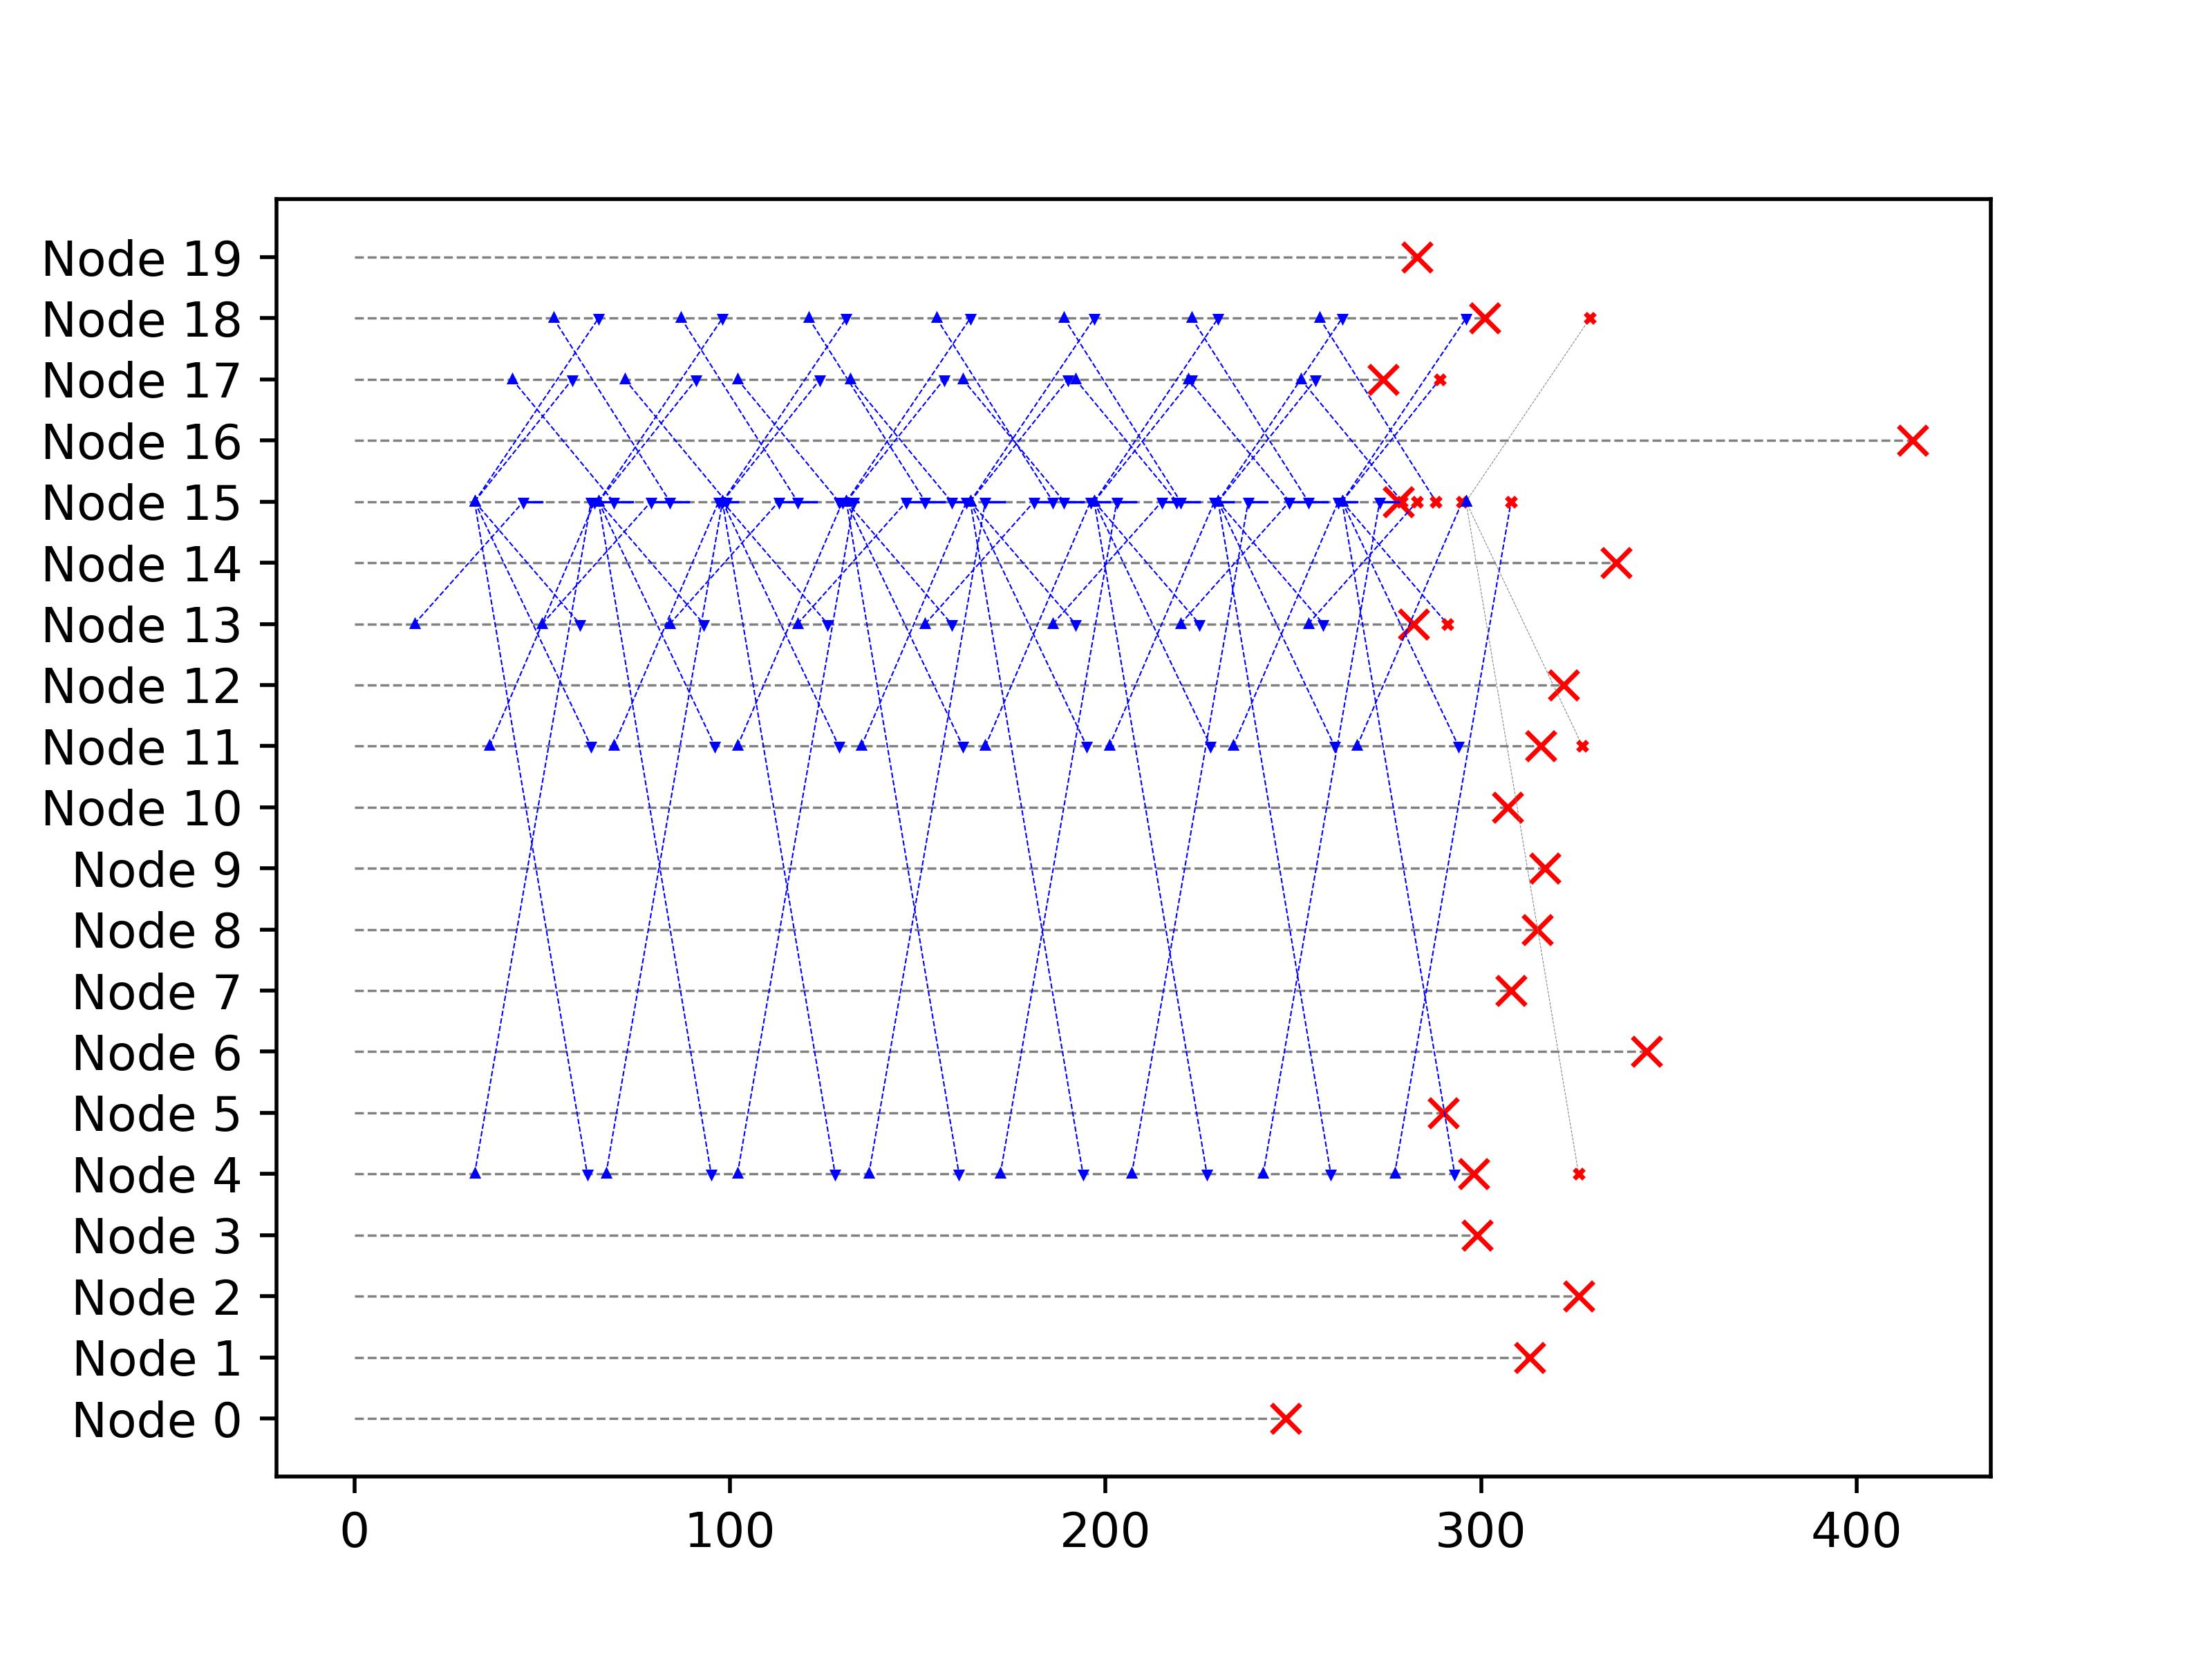 Node 19
Node 18
Node 17
Node 16
Node 15
Node 14
Node 13
Node 12
Node 11
Node 10
Node 9
Node 8
Node 7
Node 6
Node 5
Node 4
Node 3
Node 2
Node 1
Node 0
0 100 200 300 400